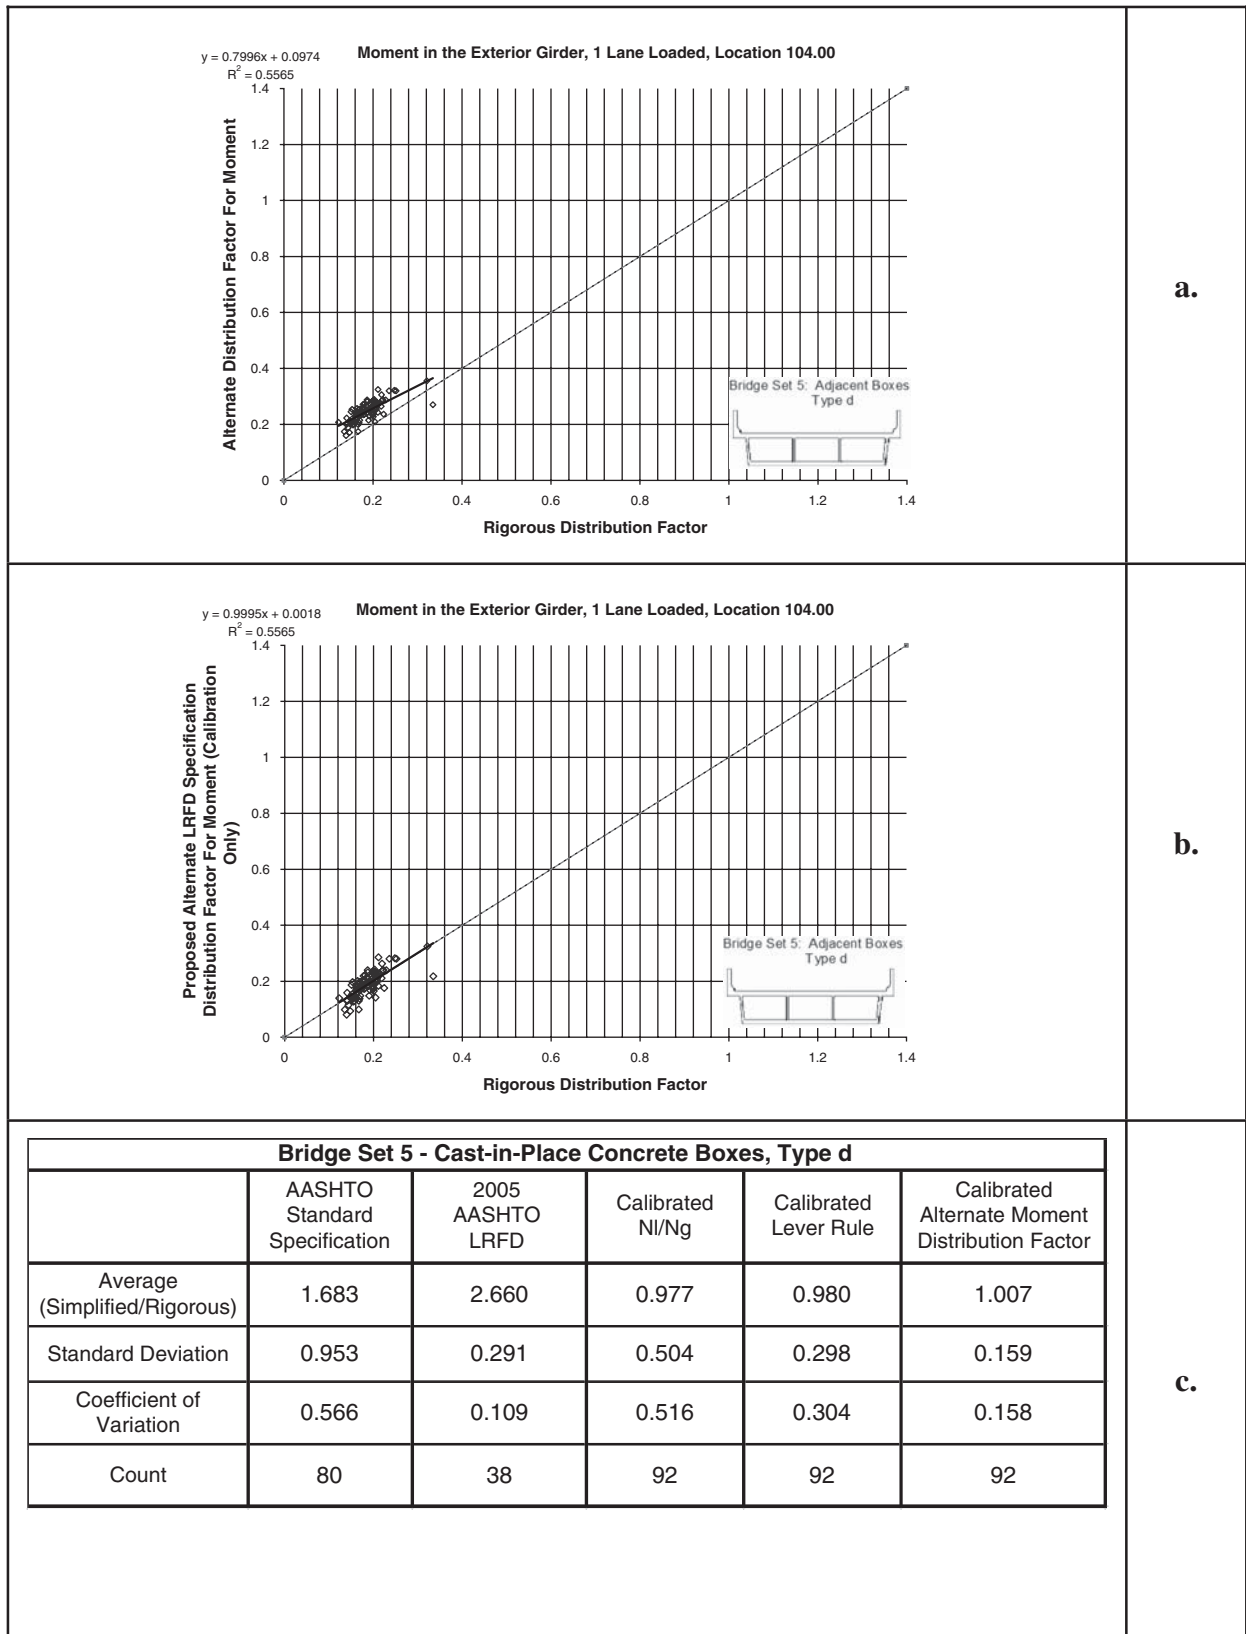 y = 0.7996x + 0.0974
R² = 0.5565
Moment in the Exterior Girder, 1 Lane Loaded, Location 104.00
Alternate Distribution Factor For Moment
1.4
1.2
1
0.8
0.6
0.4
0.2
0
0 0.2 0.4 0.6 0.8 1 1.2 1.4
Rigorous Distribution Factor
Bridge Set 5: Adjacent Boxes
Type d
a.
y = 0.9995x + 0.0018
R² = 0.5565
Moment in the Exterior Girder, 1 Lane Loaded, Location 104.00
Proposed Alternate LRFD Specification
Distribution Factor For Moment (Calibration
Only)
1.4
1.2
1
0.8
0.6
0.4
0.2
0
0 0.2 0.4 0.6 0.8 1 1.2 1.4
Rigorous Distribution Factor
Bridge Set 5: Adjacent Boxes
Type d
b.
Bridge Set 5 - Cast-in-Place Concrete Boxes, Type d
AASHTO Standard Specification 2005 AASHTO LRFD Calibrated Nl/Ng Calibrated Lever Rule Calibrated Alternate Moment Distribution Factor
Average (Simplified/Rigorous) 1.683 2.660 0.977 0.980 1.007
Standard Deviation 0.953 0.291 0.504 0.298 0.159
Coefficient of Variation 0.566 0.109 0.516 0.304 0.158
Count 80 38 92 92 92
c.